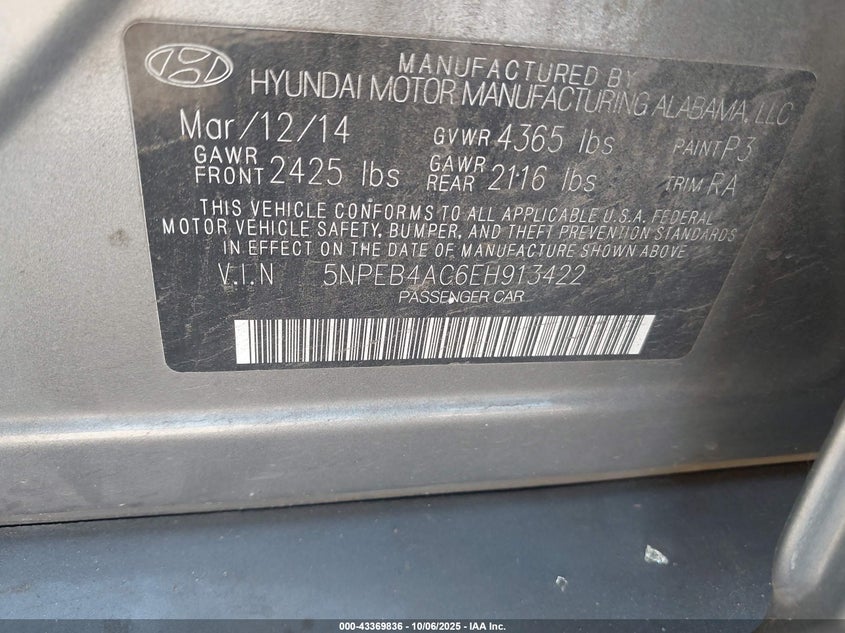 MANUFACTURED BY
HYUNDAI MOTOR MANUFACTURING ALABAMA, LLC
Mar/12/14 GVWR 4365 lbs PAINT P3
GAWR FRONT 2425 lbs GAWR REAR 2116 lbs TRIM RA
THIS VEHICLE CONFORMS TO ALL APPLICABLE U.S.A. FEDERAL
MOTOR VEHICLE SAFETY, BUMPER, AND THEFT PREVENTION STANDARDS
IN EFFECT ON THE DATE OF MANUFACTURE SHOWN ABOVE
V.I.N 5NPEB4AC6EH913422
PASSENGER CAR
000-43369836 - 10/06/2025 - IAA Inc.